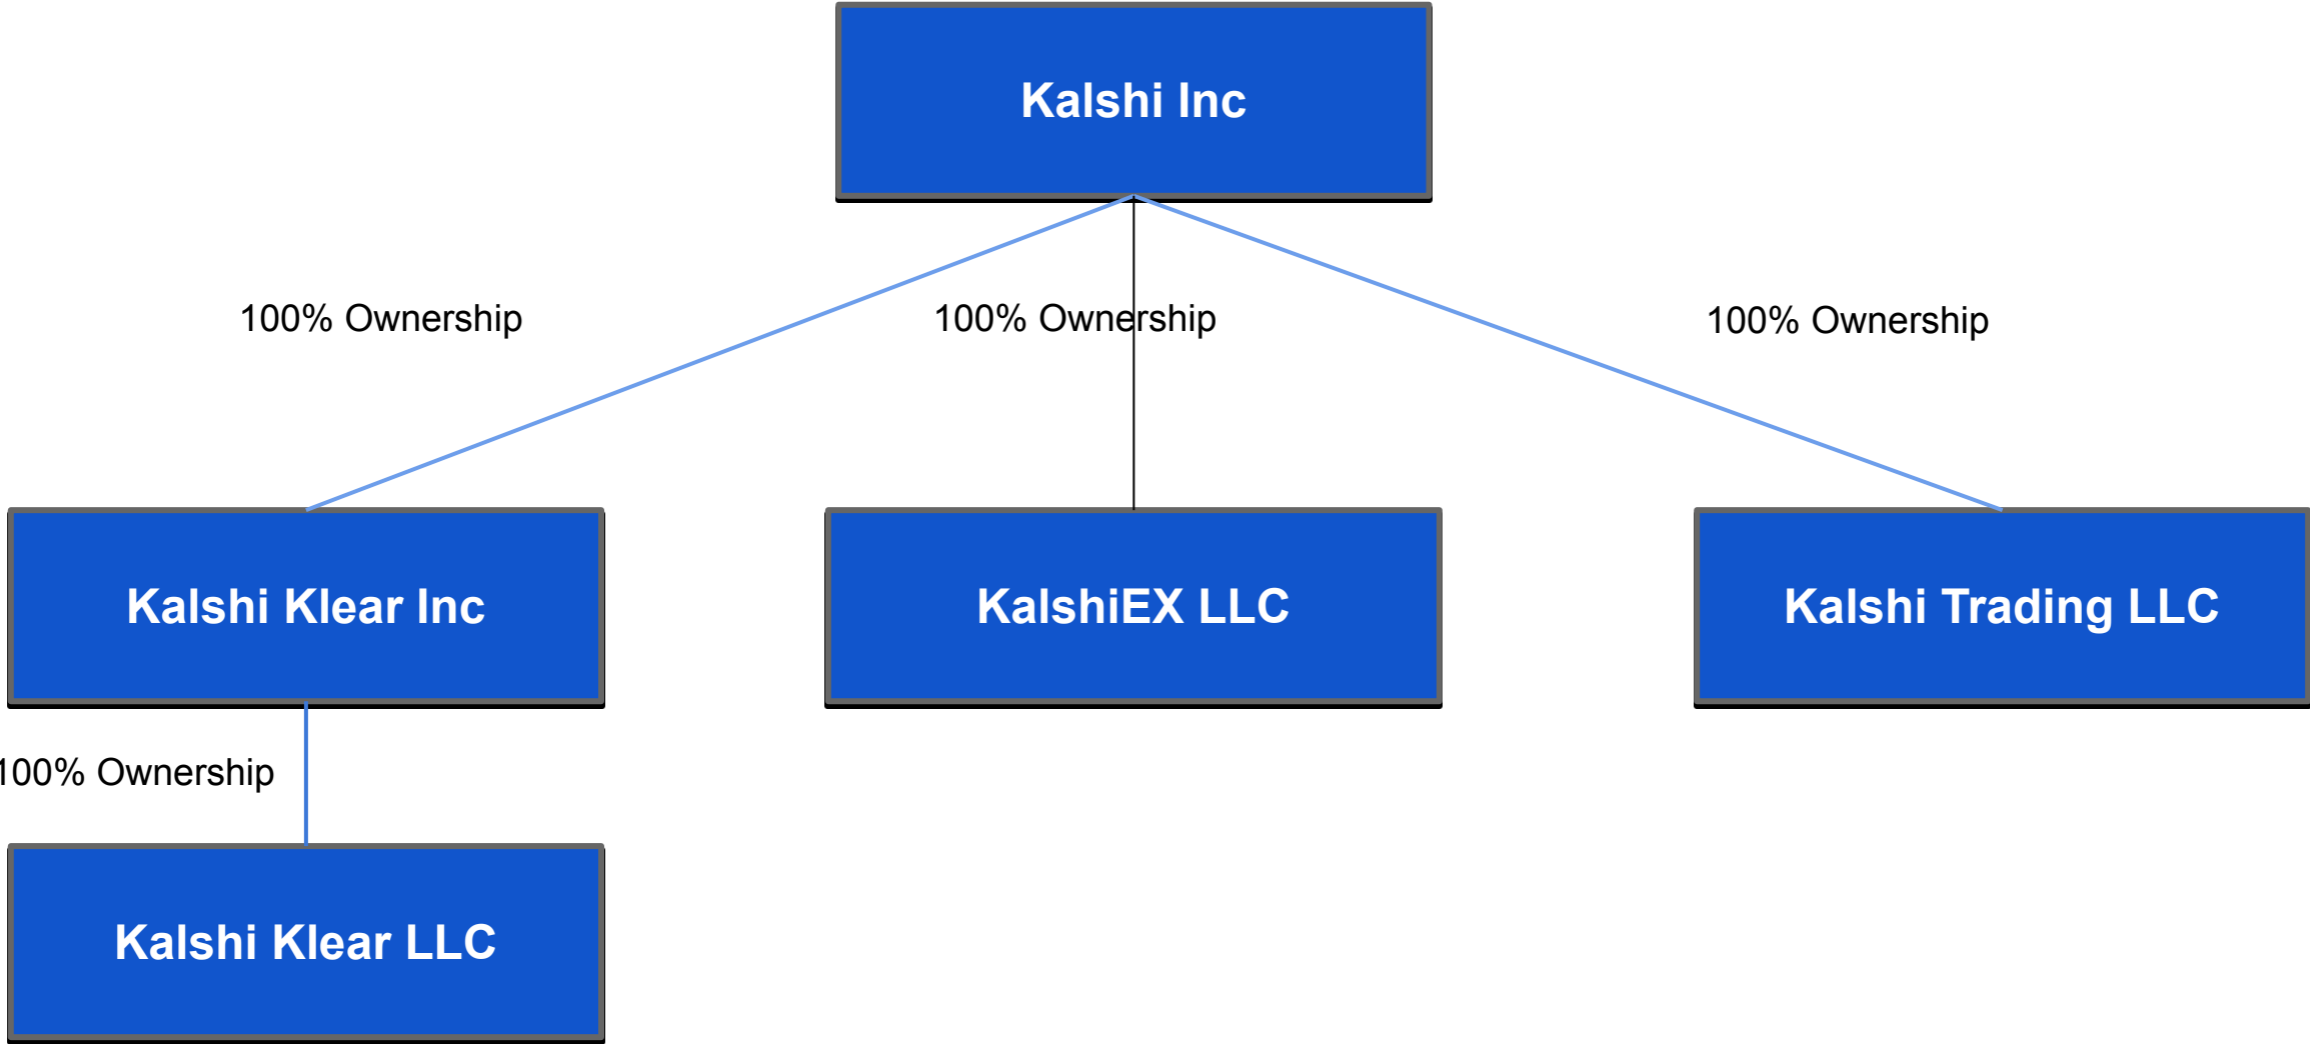 Kalshi Inc
100% Ownership
100% Ownership
100% Ownership
Kalshi Klear Inc
KalshiEX LLC
Kalshi Trading LLC
100% Ownership
Kalshi Klear LLC